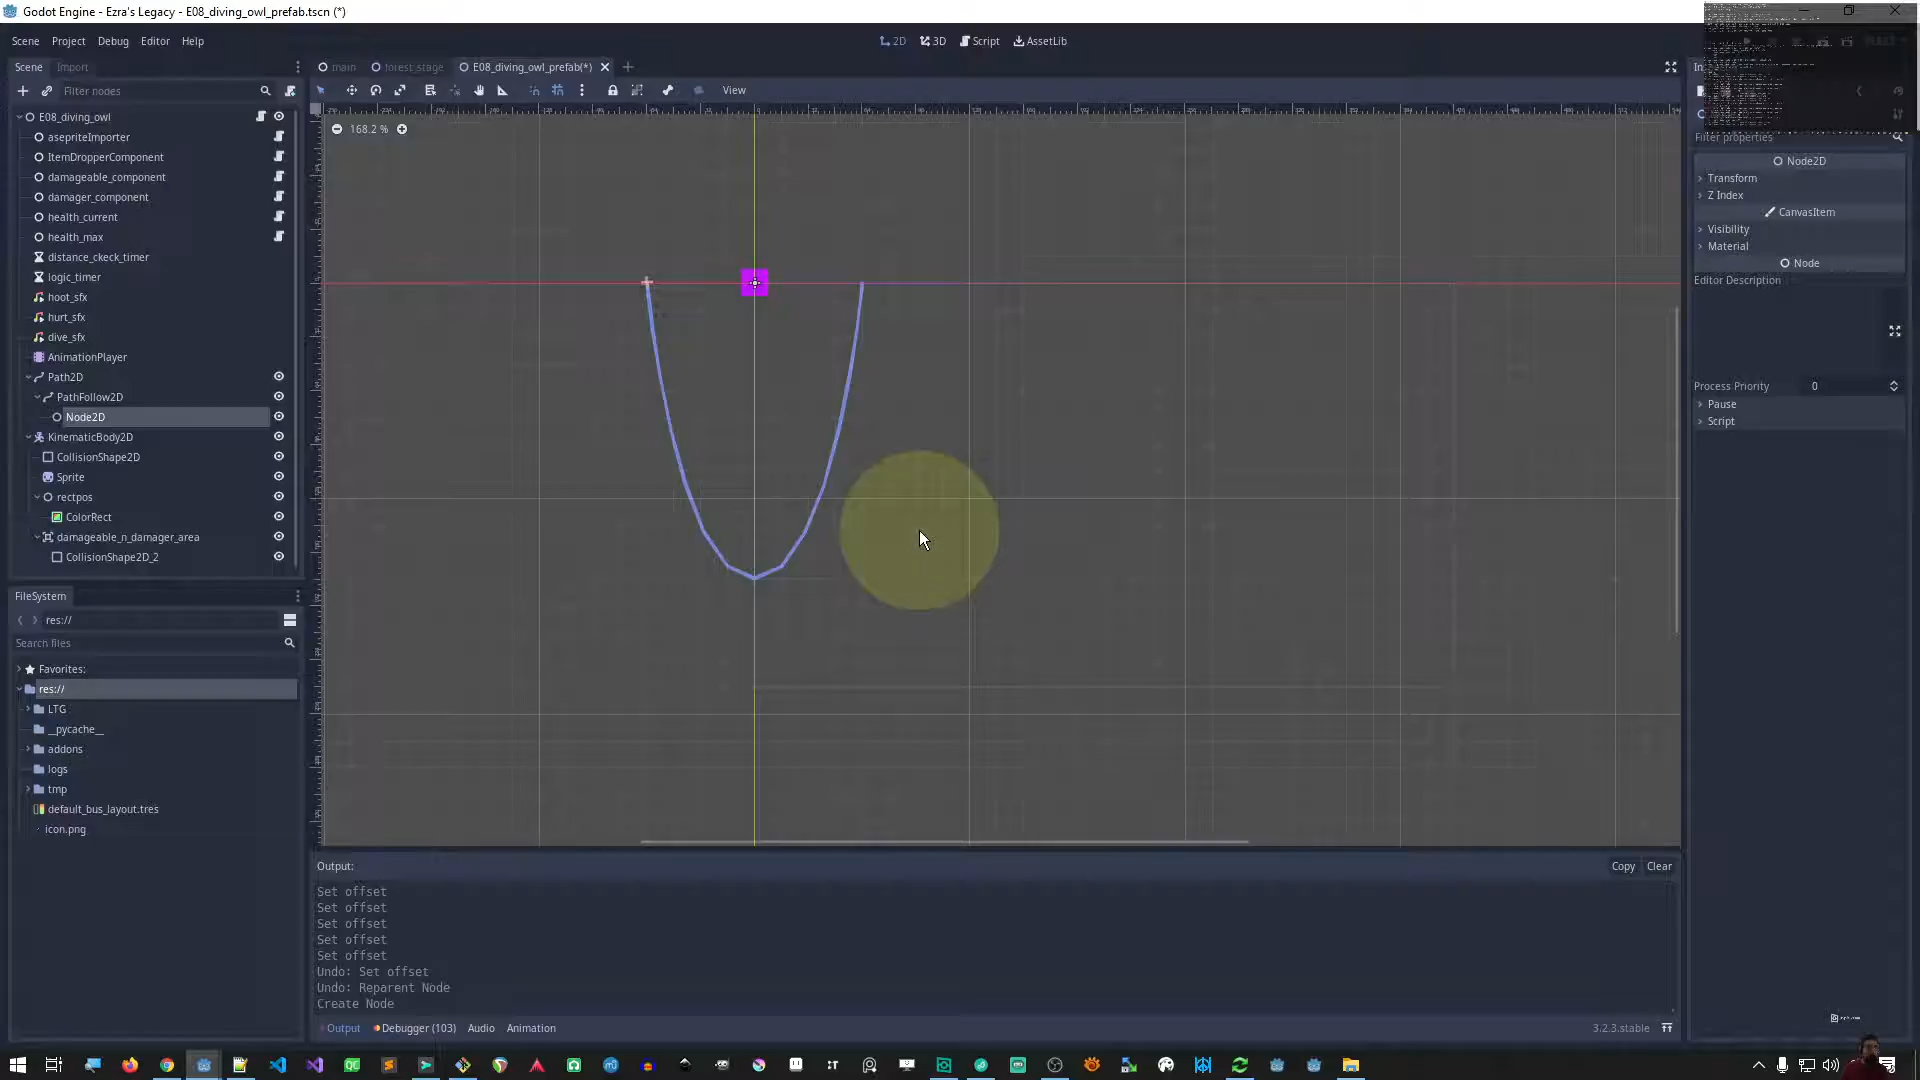 Godot Engine - Ezra's Legacy - E08_diving_owl_prefab.tscn (*)
Scene Project Debug Editor Help
2D 3D Script AssetLib
Scene Import
main forest_stage E08_diving_owl_prefab(*)
Filter nodes
View
168.2 %
E08_diving_owl
asepriteImporter
ItemDropperComponent
damageable_component
damager_component
health_current
health_max
distance_ckeck_timer
logic_timer
hoot_sfx
hurt_sfx
dive_sfx
AnimationPlayer
Path2D
PathFollow2D
Node2D
KinematicBody2D
CollisionShape2D
Sprite
rectpos
ColorRect
damageable_n_damager_area
CollisionShape2D_2
FileSystem
res://
Search files
Favorites:
res://
LTG
__pycache__
addons
logs
tmp
default_bus_layout.tres
icon.png
Filter properties
Node2D
Transform
Z Index
CanvasItem
Visibility
Material
Node
Editor Description
Process Priority 0
Pause
Script
Output:
Copy Clear
Set offset
Set offset
Set offset
Set offset
Set offset
Undo: Set offset
Undo: Reparent Node
Create Node
Output Debugger (103) Audio Animation
3.2.3.stable